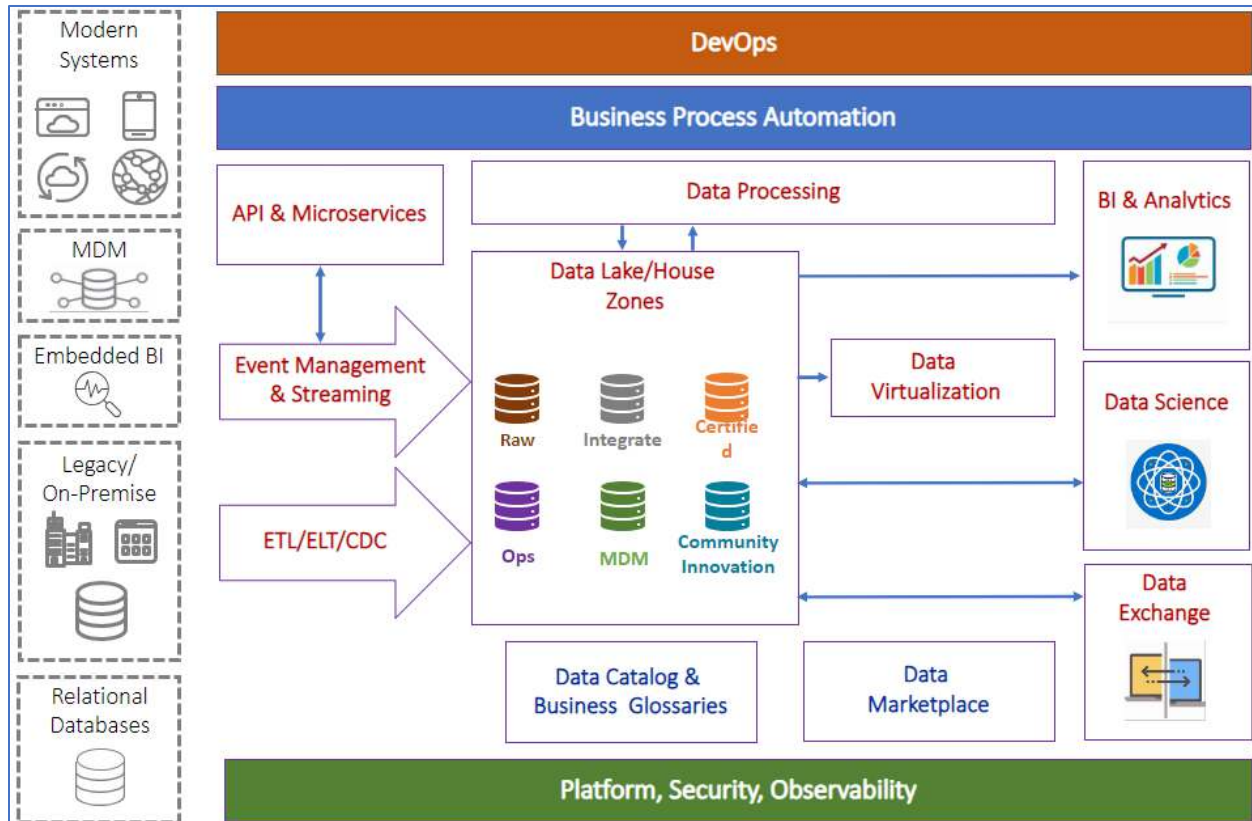 Modern
Systems
MDM
Embedded BI
Legacy/
On-Premise
Relational
Databases
DevOps
Business Process Automation
API & Microservices
Data Processing
BI & Analytics
Data Lake/House
Zones
Event Management
& Streaming
Data
Virtualization
Raw
Integrate
Certifie
d
Data Science
ETL/ELT/CDC
Ops
MDM
Community
Innovation
Data
Exchange
Data Catalog &
Business Glossaries
Data
Marketplace
Platform, Security, Observability